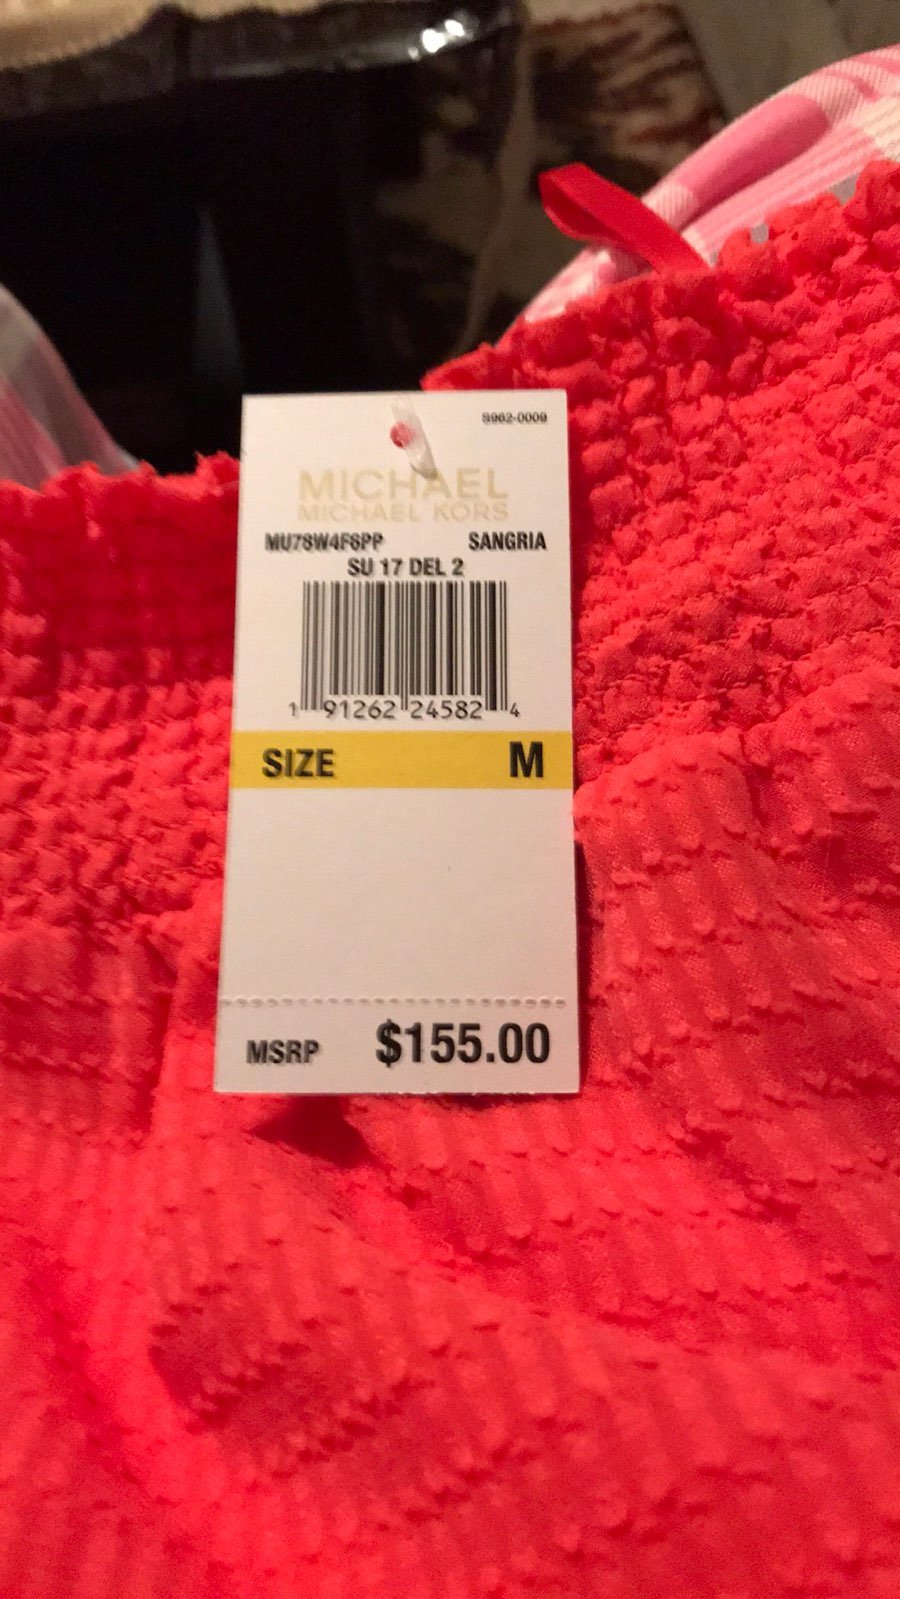 S962-0009
MICHAEL
MICHAEL KORS
MU78W4F6PP SANGRIA
SU 17 DEL 2
1 91262 24582 4
SIZE M
MSRP $155.00